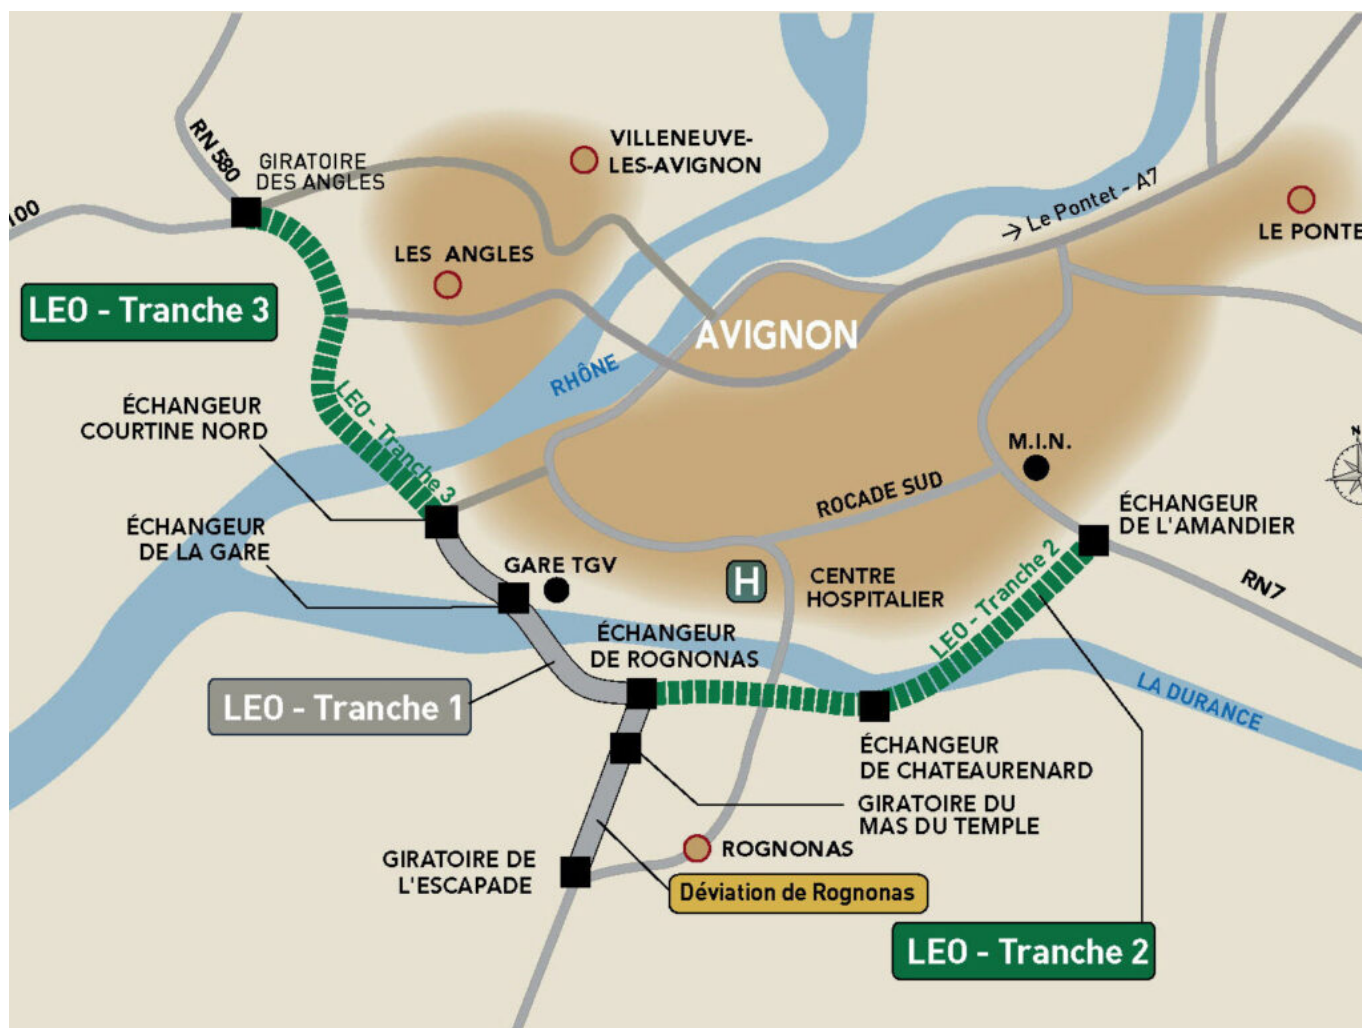 RN 580
GIRATOIRE
DES ANGLES
100
VILLENEUVE-
LES-AVIGNON
→ Le Pontet - A7
LE PONTE
LES ANGLES
LEO - Tranche 3
AVIGNON
RHÔNE
LEO - Tranche 3
ÉCHANGEUR
COURTINE NORD
M.I.N.
N
ROCADE SUD
ÉCHANGEUR
DE L'AMANDIER
ÉCHANGEUR
DE LA GARE
GARE TGV
H
CENTRE
HOSPITALIER
LEO - Tranche 2
RN7
ÉCHANGEUR
DE ROGNONAS
LEO - Tranche 1
LA DURANCE
ÉCHANGEUR
DE CHATEAURENARD
GIRATOIRE DU
MAS DU TEMPLE
ROGNONAS
GIRATOIRE DE
L'ESCAPADE
Déviation de Rognonas
LEO - Tranche 2